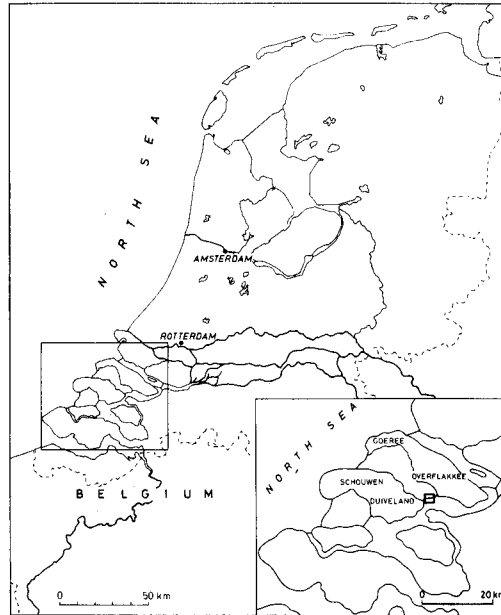 NORTH SEA
AMSTERDAM
ROTTERDAM
BELGIUM
0 50 km
NORTH SEA
GOEREE
OVERFLAKKEE
SCHOUWEN
DUIVELAND
0 20 km